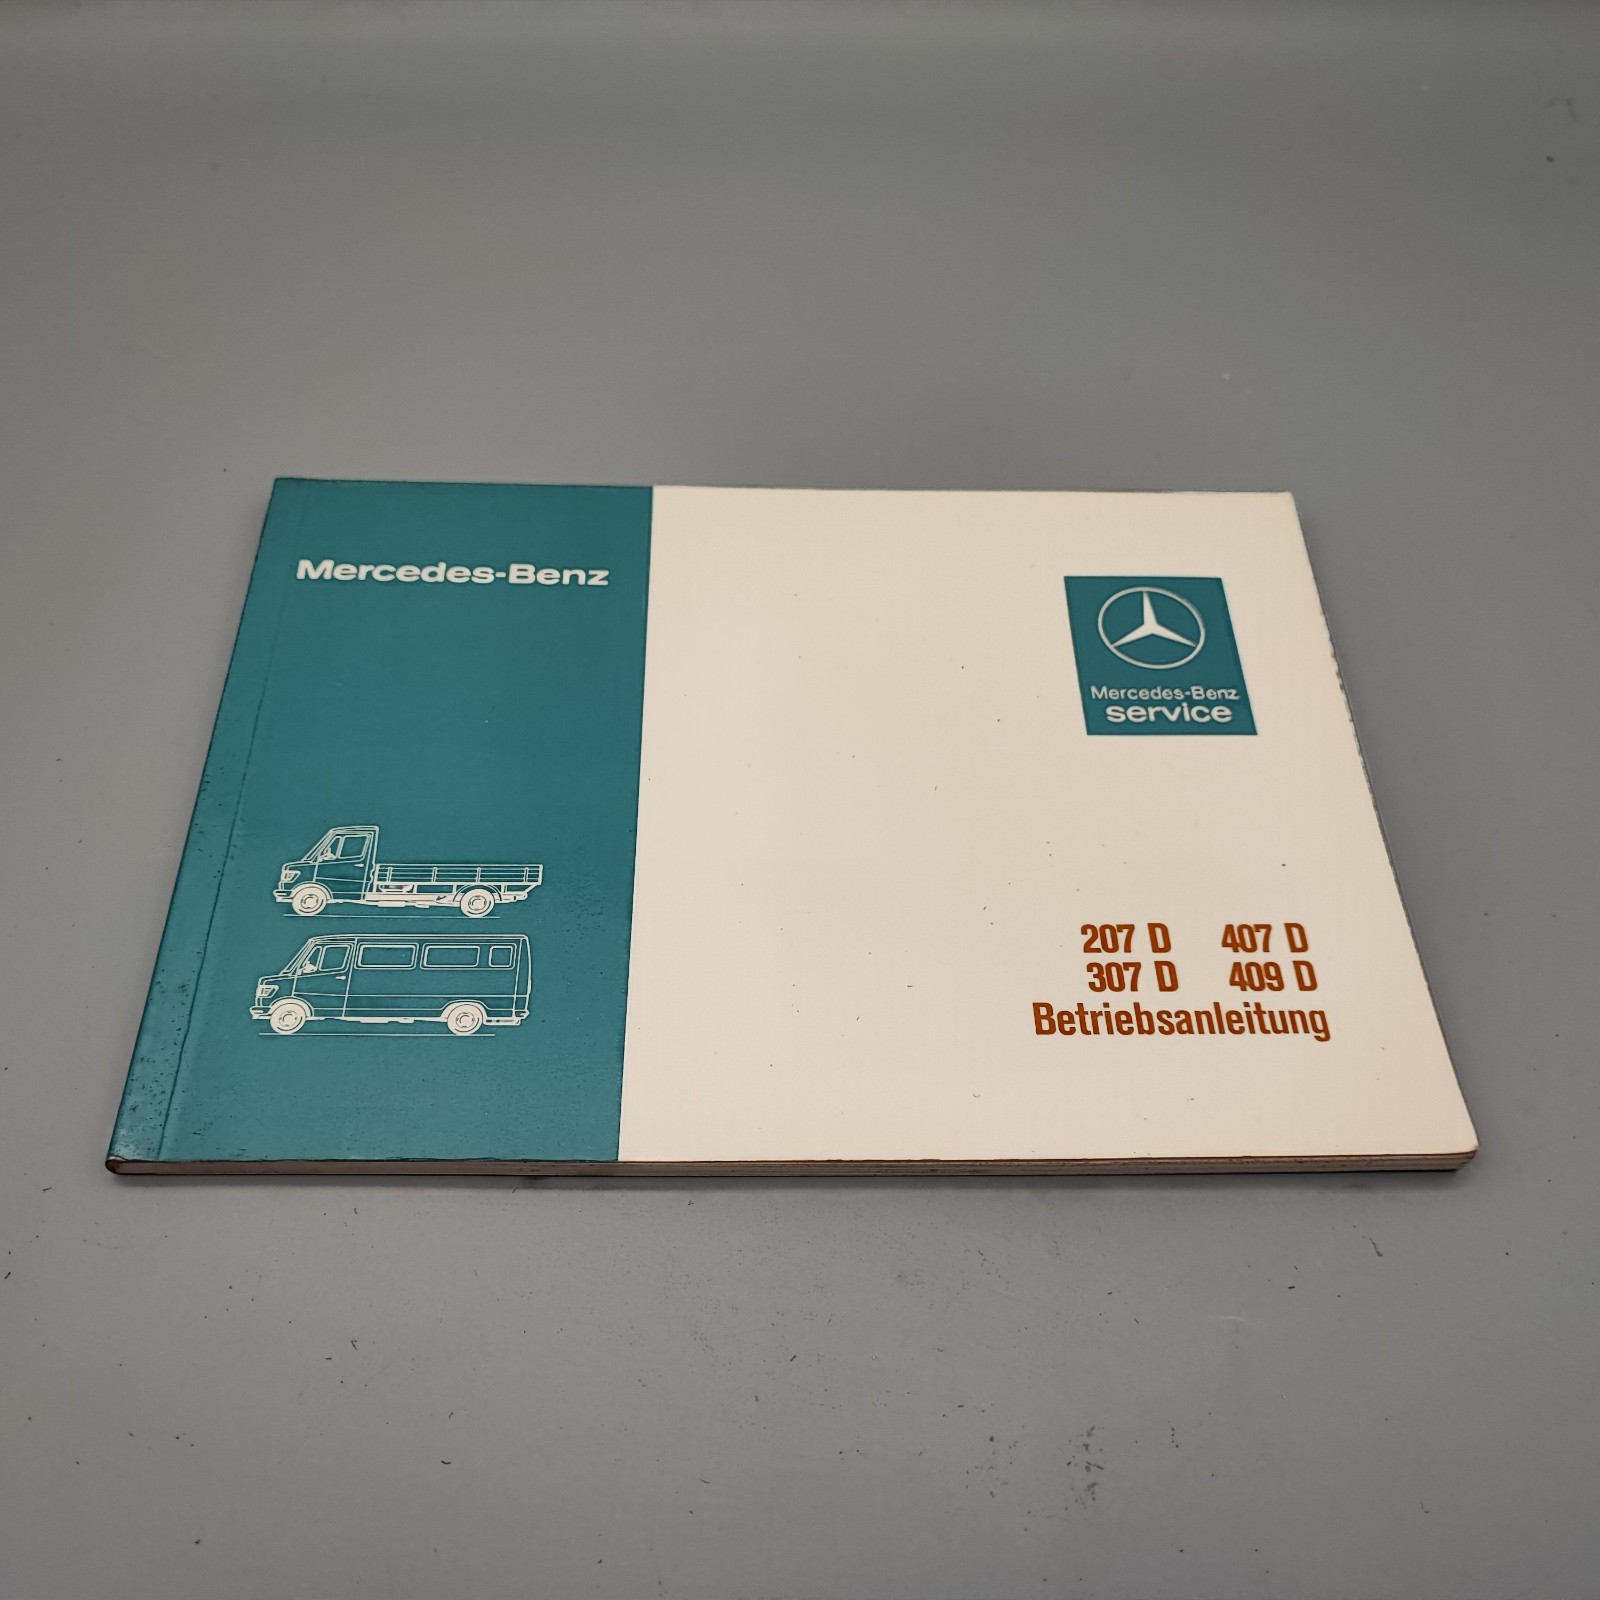 Mercedes-Benz
Mercedes-Benz
service
207 D 407 D
307 D 409 D
Betriebsanleitung